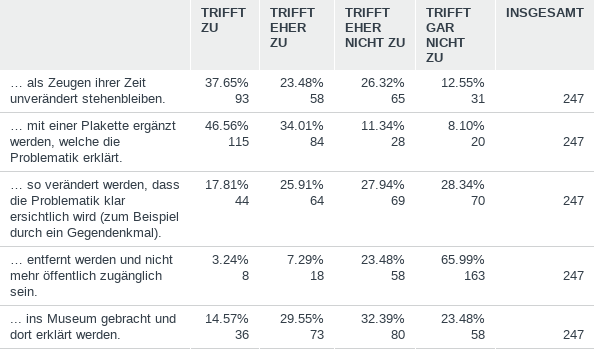 TRIFFT ZU TRIFFT EHER ZU TRIFFT EHER NICHT ZU TRIFFT GAR NICHT ZU INSGESAMT
… als Zeugen ihrer Zeit 37.65% 23.48% 26.32% 12.55%
unverändert stehenbleiben. 93 58 65 31 247
… mit einer Plakette ergänzt 46.56% 34.01% 11.34% 8.10%
werden, welche die 115 84 28 20 247
Problematik erklärt.
… so verändert werden, dass 17.81% 25.91% 27.94% 28.34%
die Problematik klar 44 64 69 70 247
ersichtlich wird (zum Beispiel
durch ein Gegendenkmal).
… entfernt werden und nicht 3.24% 7.29% 23.48% 65.99%
mehr öffentlich zugänglich 8 18 58 163 247
sein.
... ins Museum gebracht und 14.57% 29.55% 32.39% 23.48%
dort erklärt werden. 36 73 80 58 247